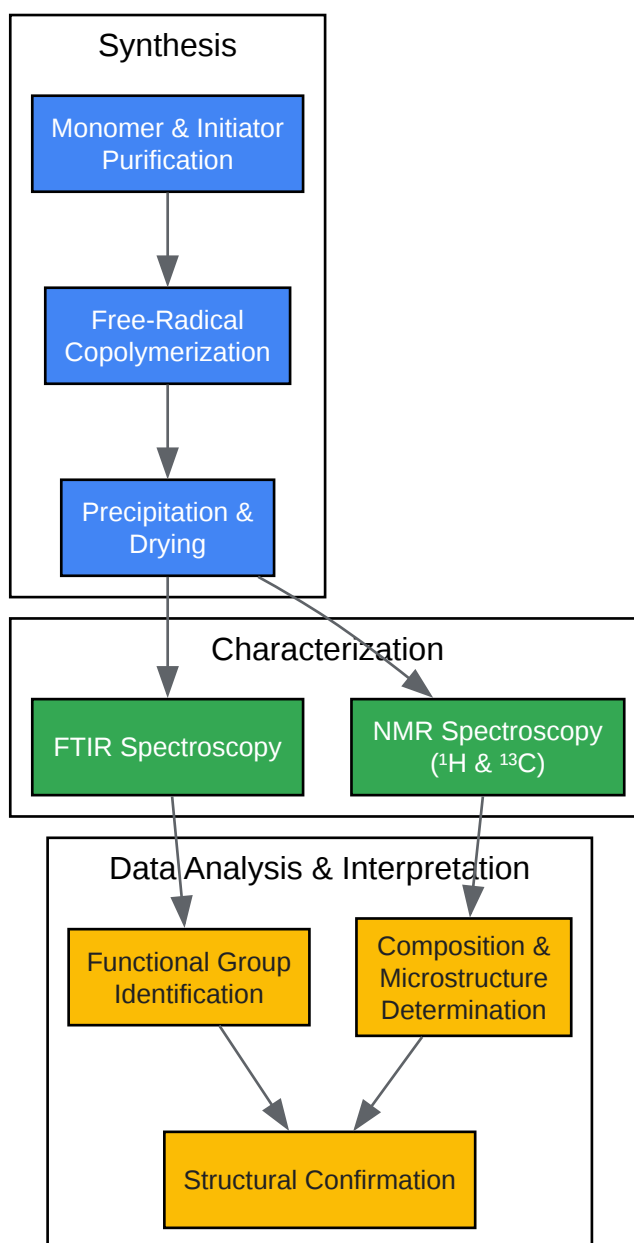 Synthesis
Monomer & Initiator
Purification
Free-Radical
Copolymerization
Precipitation &
Drying
Characterization
FTIR Spectroscopy
NMR Spectroscopy
(¹H & ¹³C)
Data Analysis & Interpretation
Functional Group
Identification
Composition &
Microstructure
Determination
Structural Confirmation